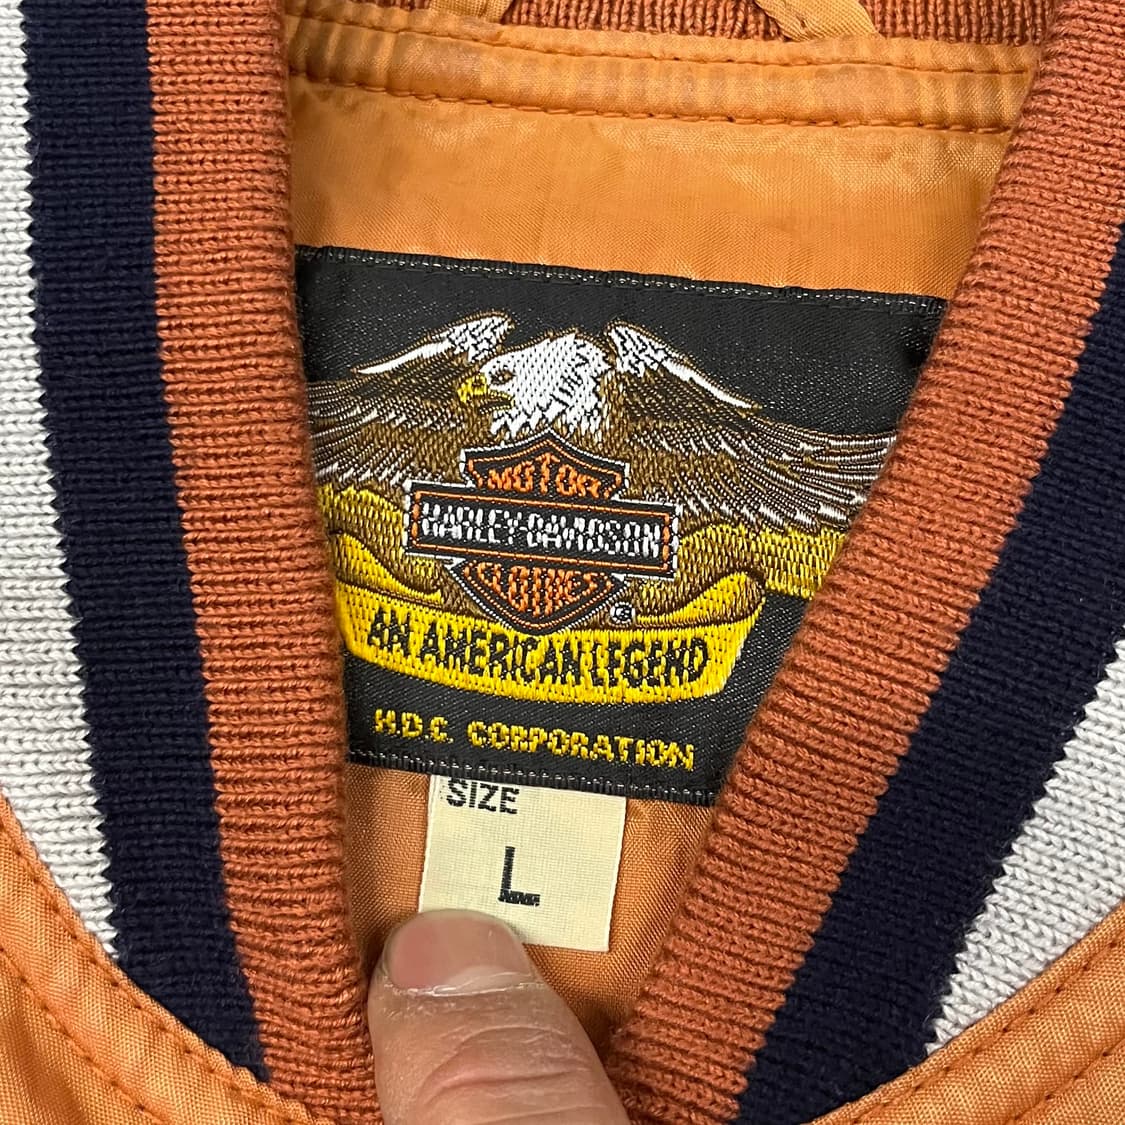 MOTOR
HARLEY-DAVIDSON
CLOTHES
®
AN AMERICAN LEGEND
H.D.C CORPORATION
SIZE
L